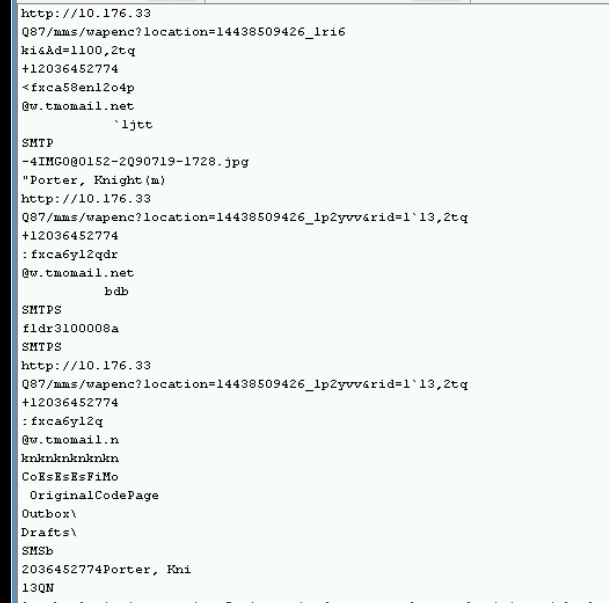 http://10.176.33
Q87/mms/wapenc?location=14438509426_1ri6
ki&Ad=1100,2tq
+12036452774
<fxca58en12o4p
@w.tmomail.net
`1jtt
SMTP
-4IMG0@0152-2Q90719-1728.jpg
"Porter, Knight(m)
http://10.176.33
Q87/mms/wapenc?location=14438509426_1p2yvv&rid=1`13,2tq
+12036452774
:fxca6y12qdr
@w.tmomail.net
bdb
SMTPS
fldr3100008a
SMTPS
http://10.176.33
Q87/mms/wapenc?location=14438509426_1p2yvv&rid=1`13,2tq
+12036452774
:fxca6y12q
@w.tmomail.n
knknknknknkn
CoEsEsEsFiMo
OriginalCodePage
Outbox\
Drafts\
SMSb
2036452774Porter, Kni
13QN